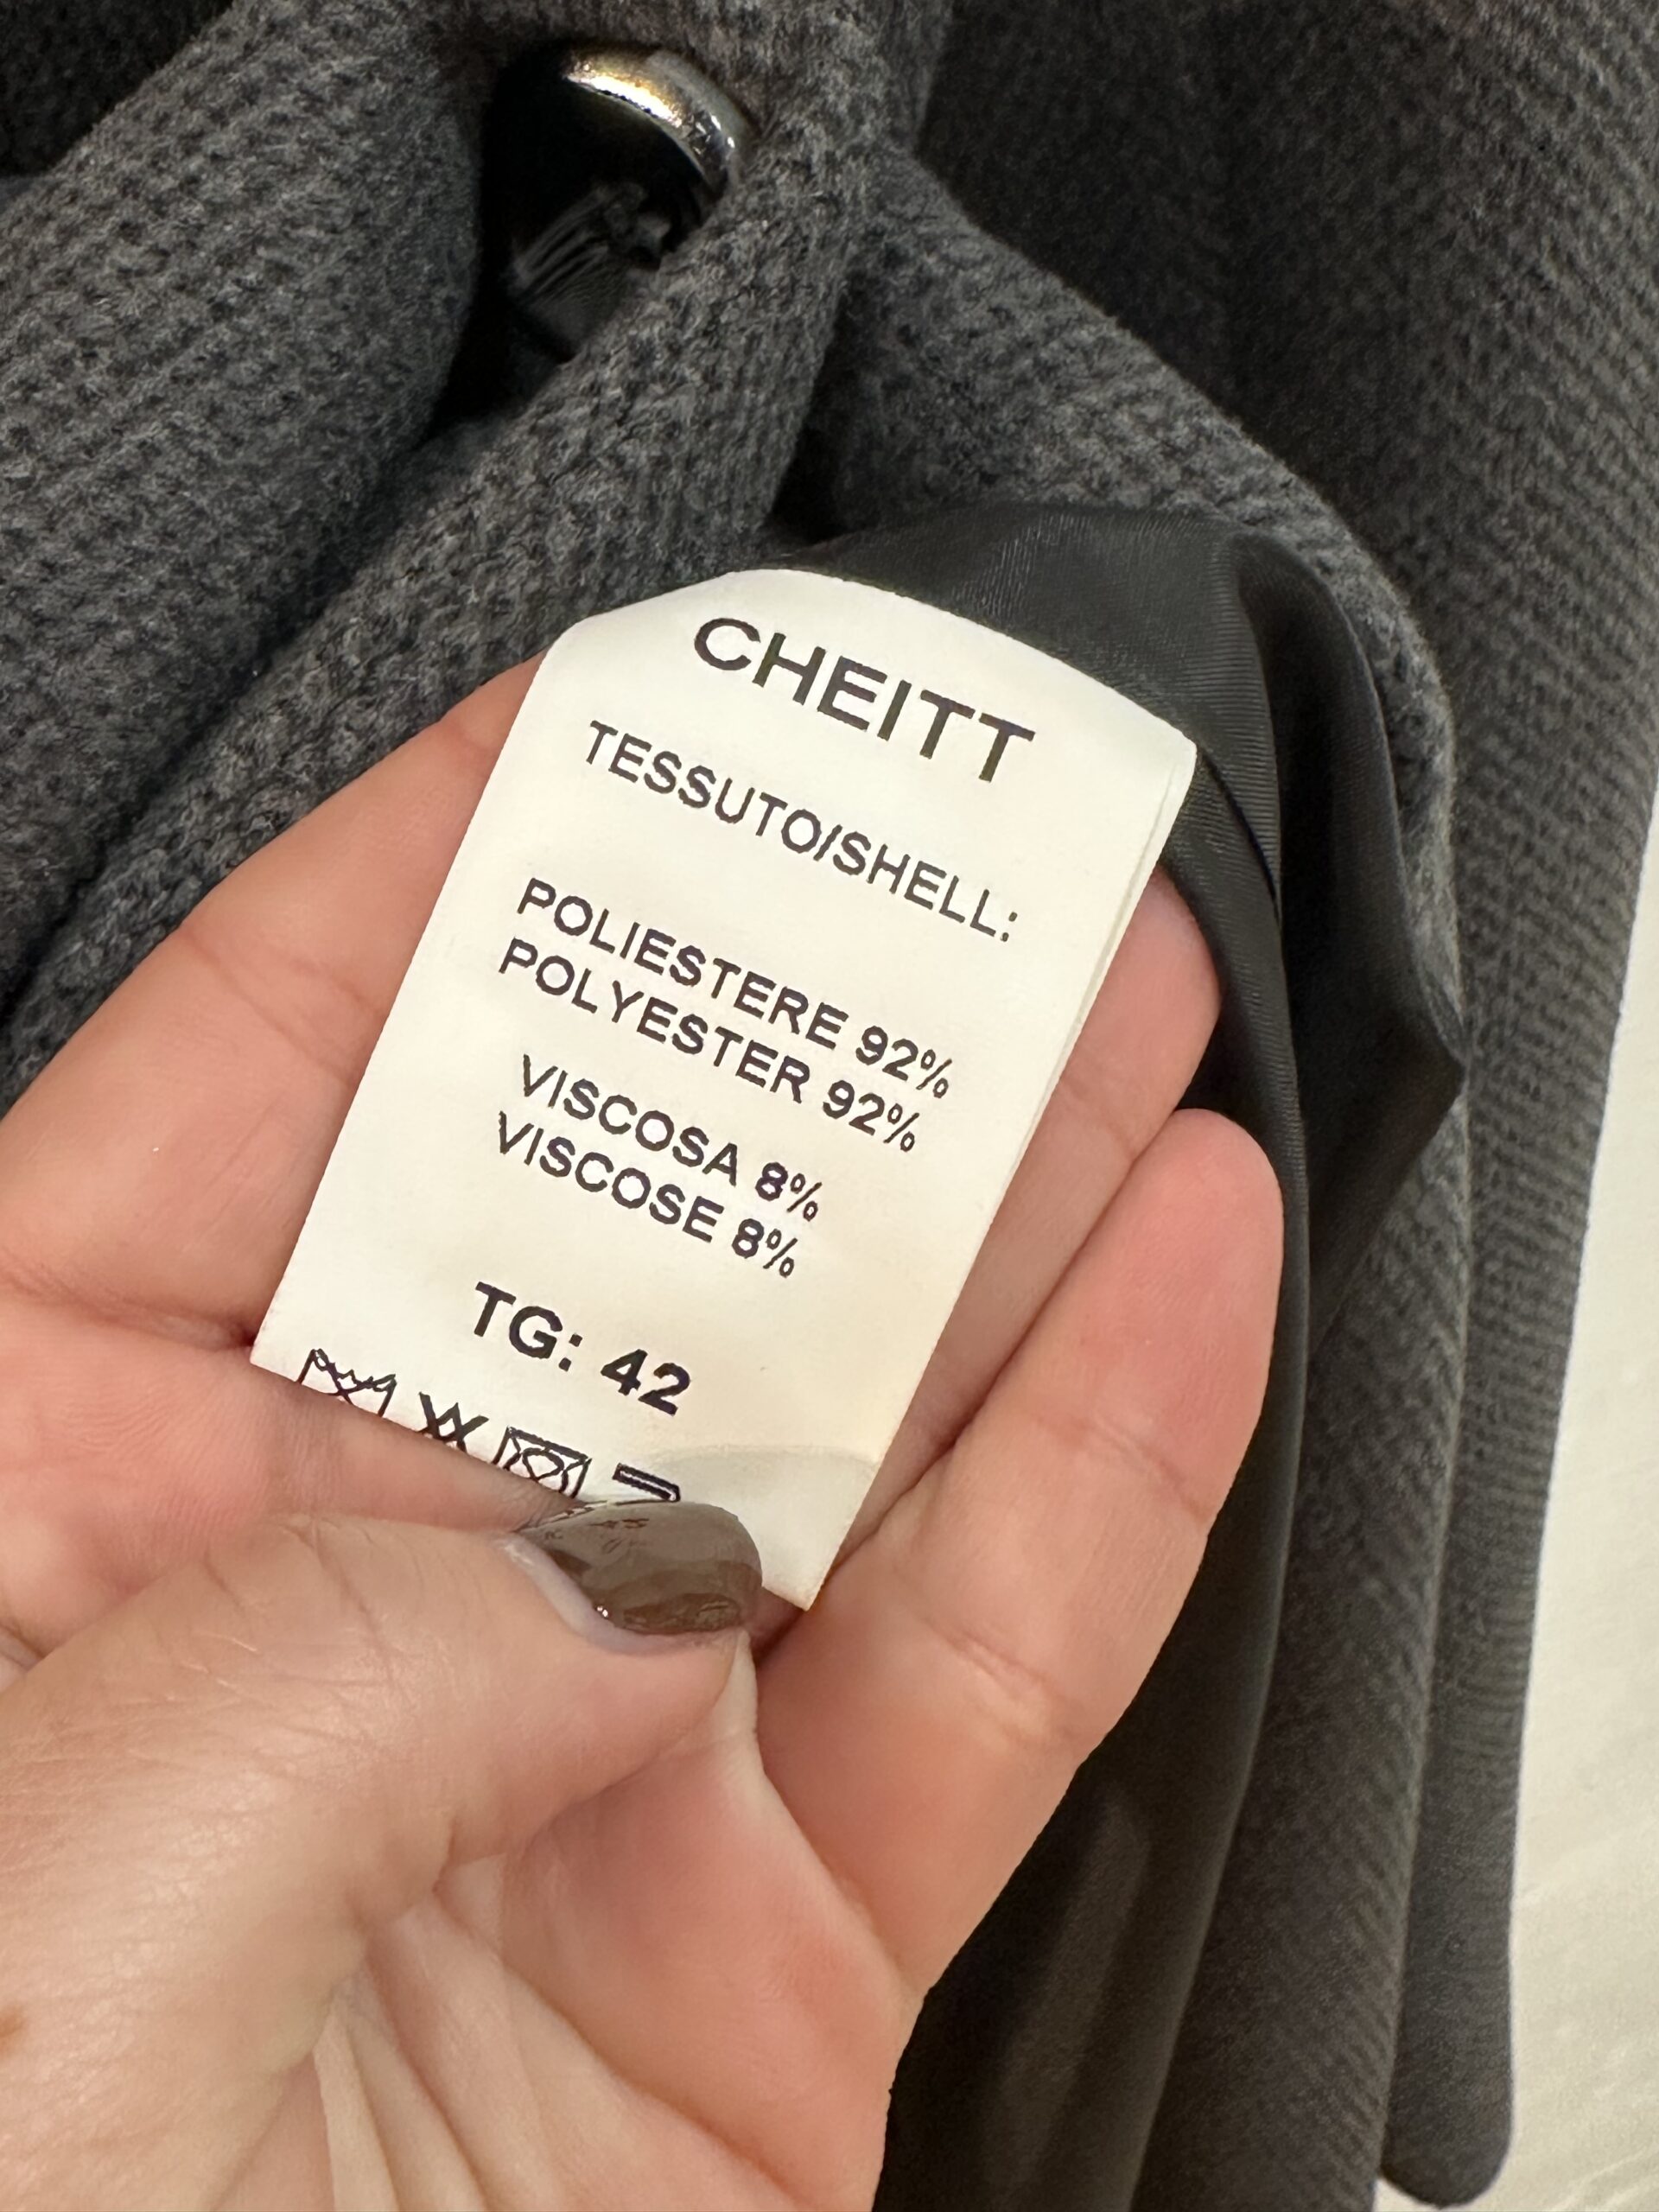 CHEITT
TESSUTO/SHELL:
POLIESTERE 92%
POLYESTER 92%
VISCOSA 8%
VISCOSE 8%
TG: 42